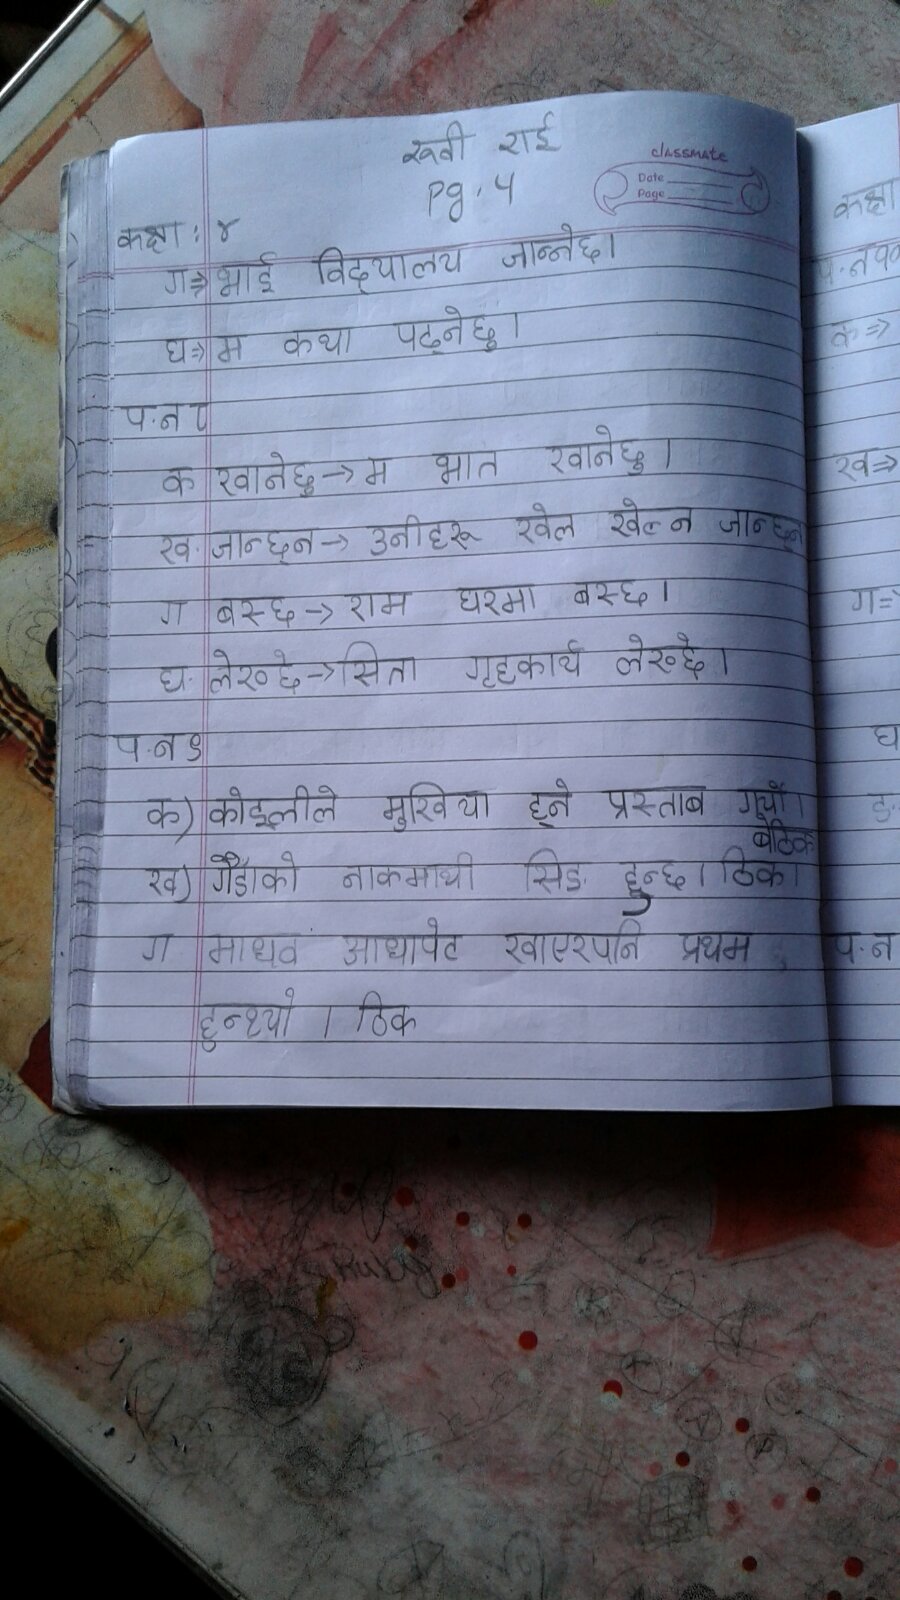 रूबी राई
classmate
Date
Page
pg. 4
कक्षा : ४
ग⇒ भाई विद्यालय जान्नेछ।
घ⇒ म कथा पढ्नेछु।
प.न ८
क खानेछु → म भात खानेछु।
ख. जान्छन → उनीहरू खेल खेल्न जान्छन
ग बस्छ → राम घरमा बस्छ।
घ. लेख्छे → सिता गृहकार्य लेख्छे।
प.न ९
क) कोइलीले मुखिया हुने प्रस्ताब गर्यो।
बेठिक
ख) गैंडाको नाकमाथी सिङ हुन्छ। ठिक।
ग माधव आधापेट खाएरपनि प्रथम
हुन्थ्यो । ठिक
कक्षा
प.न १०
क⇒
ख⇒
ग=
घ
ङ.
प.न
Ruby